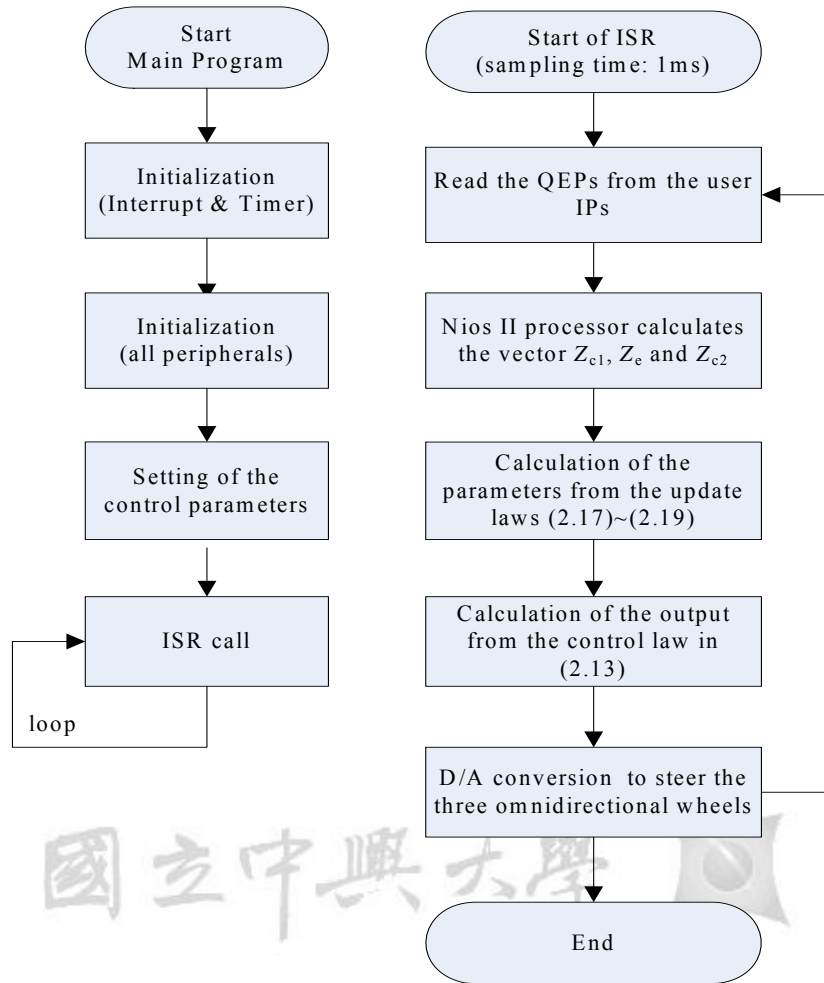 Start
Main Program
Initialization
(Interrupt & Timer)
Initialization
(all peripherals)
Setting of the
control parameters
ISR call
loop
Start of ISR
(sampling time: 1ms)
Read the QEPs from the user
IPs
Nios II processor calculates
the vector Zc1, Ze and Zc2
Calculation of the
parameters from the update
laws (2.17)~(2.19)
Calculation of the output
from the control law in
(2.13)
D/A conversion to steer the
three omnidirectional wheels
End
國立中興大學